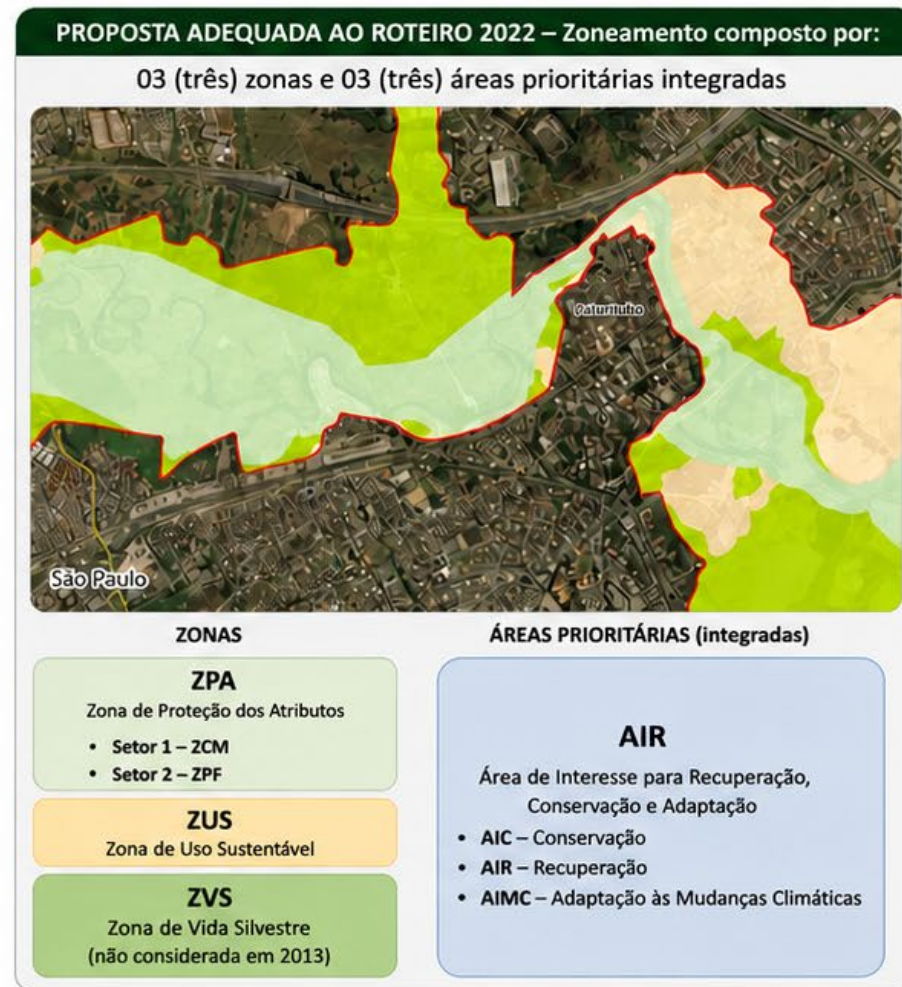 PROPOSTA ADEQUADA AO ROTEIRO 2022 – Zoneamento composto por:
03 (três) zonas e 03 (três) áreas prioritárias integradas
São Paulo
ZONAS
ZPA
Zona de Proteção dos Atributos
• Setor 1 – ZCM
• Setor 2 – ZPF
ZUS
Zona de Uso Sustentável
ZVS
Zona de Vida Silvestre
(não considerada em 2013)
ÁREAS PRIORITÁRIAS (integradas)
AIR
Área de Interesse para Recuperação,
Conservação e Adaptação
• AIC – Conservação
• AIR – Recuperação
• AIMC – Adaptação às Mudanças Climáticas